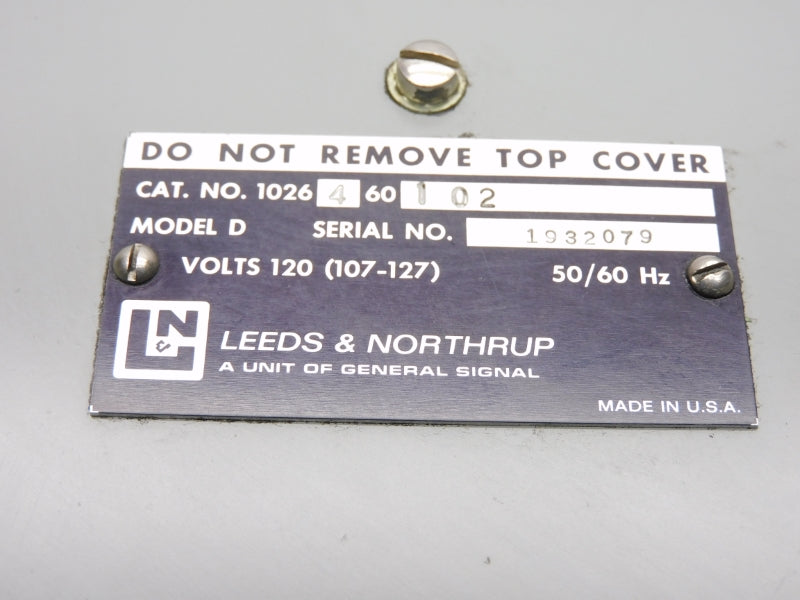 DO NOT REMOVE TOP COVER
CAT. NO. 1026 4 60 1 02
MODEL D SERIAL NO. 1932079
VOLTS 120 (107-127) 50/60 Hz
L&N LEEDS & NORTHRUP
A UNIT OF GENERAL SIGNAL
MADE IN U.S.A.